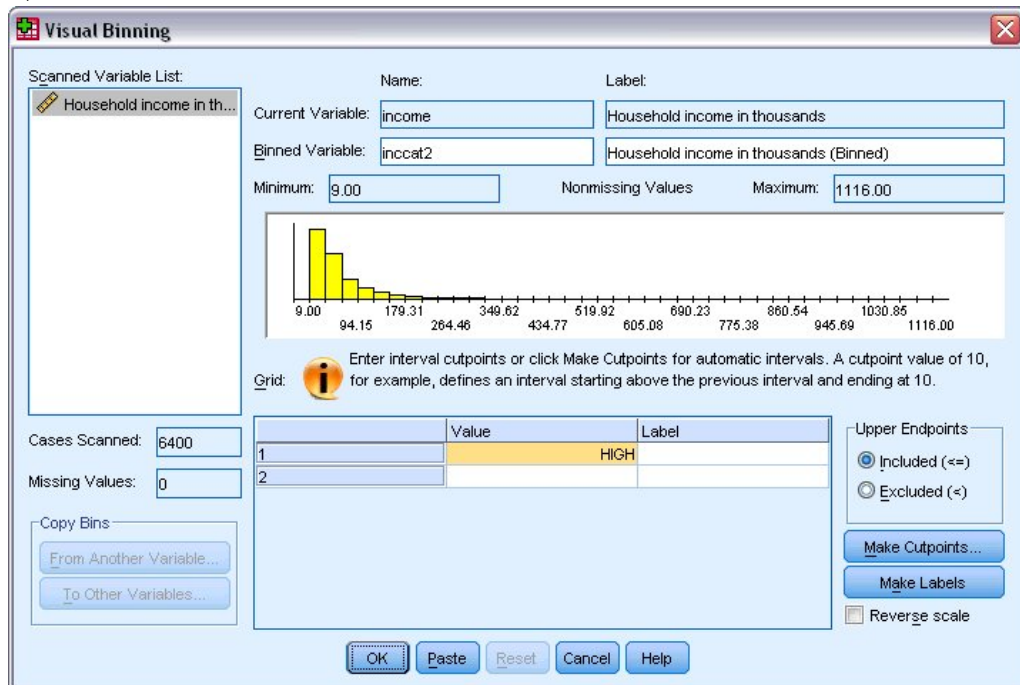 Visual Binning
Scanned Variable List:
Household income in th...
Name:
Label:
Current Variable:
income
Household income in thousands
Binned Variable:
inccat2
Household income in thousands (Binned)
Minimum:
9.00
Nonmissing Values
Maximum:
1116.00
9.00 179.31 349.62 519.92 690.23 860.54 1030.85
94.15 264.46 434.77 605.08 775.38 945.69 1116.00
Grid:
Enter interval cutpoints or click Make Cutpoints for automatic intervals. A cutpoint value of 10,
for example, defines an interval starting above the previous interval and ending at 10.
Cases Scanned:
6400
Missing Values:
0
Copy Bins
From Another Variable...
To Other Variables...
Value
Label
1
HIGH
2
Upper Endpoints
Included (<=)
Excluded (<)
Make Cutpoints...
Make Labels
Reverse scale
OK
Paste
Reset
Cancel
Help